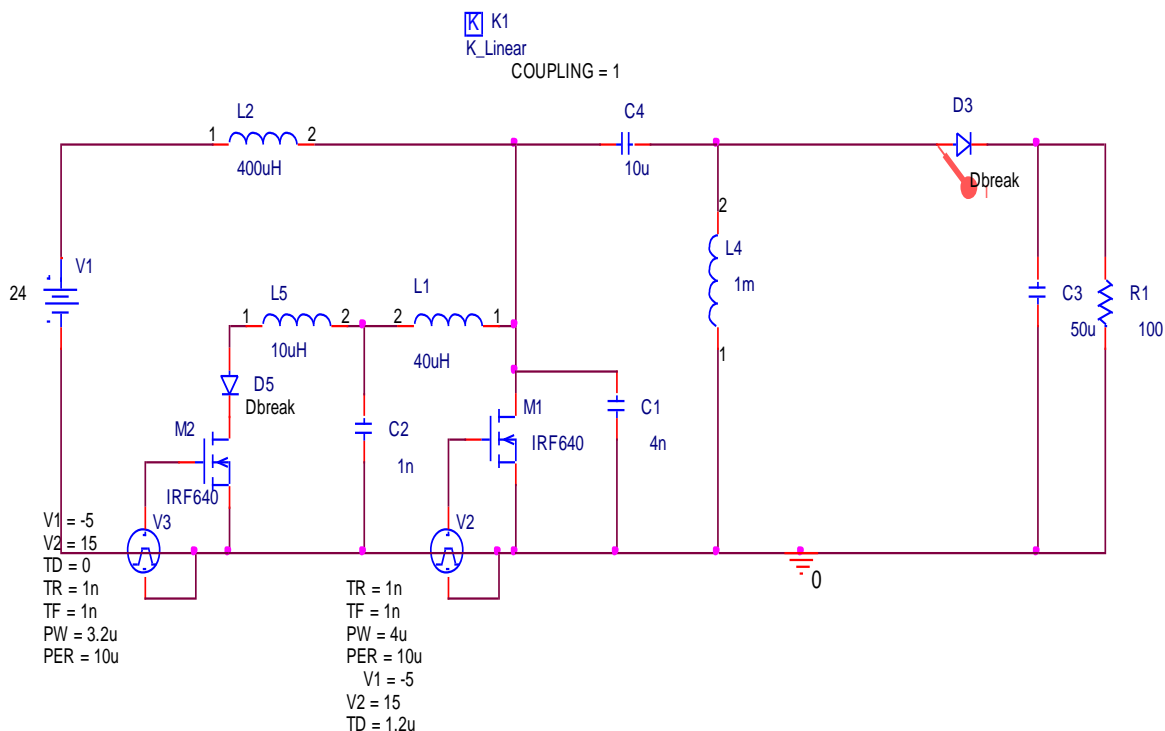 K K1
K_Linear
COUPLING = 1
L2
1 2
400uH
C4
10u
D3
Dbreak
V1
24
L5
1 2
10uH
L1
2 1
40uH
2
L4
1m
1
C3
50u
R1
100
D5
Dbreak
M2
IRF640
C2
1n
M1
IRF640
C1
4n
V3
V1 = -5
V2 = 15
TD = 0
TR = 1n
TF = 1n
PW = 3.2u
PER = 10u
V2
TR = 1n
TF = 1n
PW = 4u
PER = 10u
V1 = -5
V2 = 15
TD = 1.2u
0